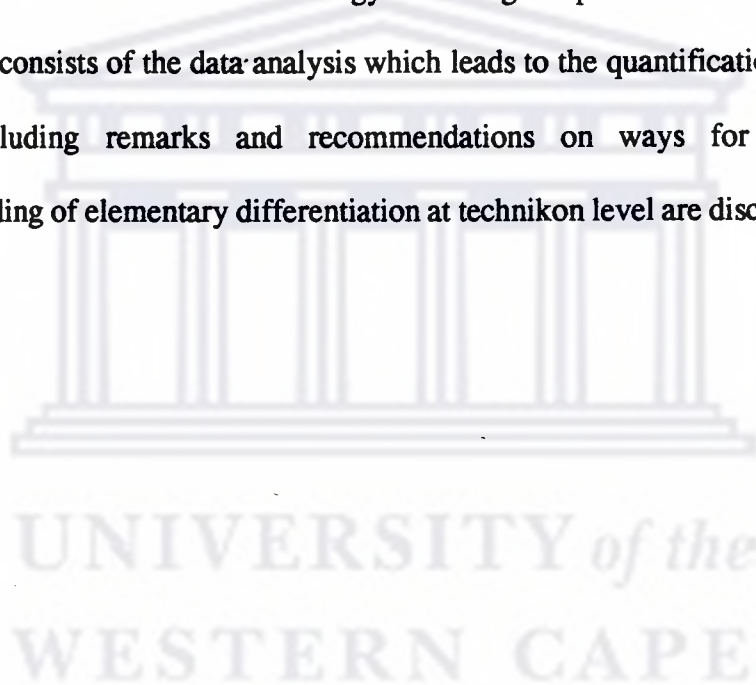 consists of the data analysis which leads to the quantificati
luding remarks and recommendations on ways for
ling of elementary differentiation at technikon level are disc
UNIVERSITY of the
WESTERN CAPE